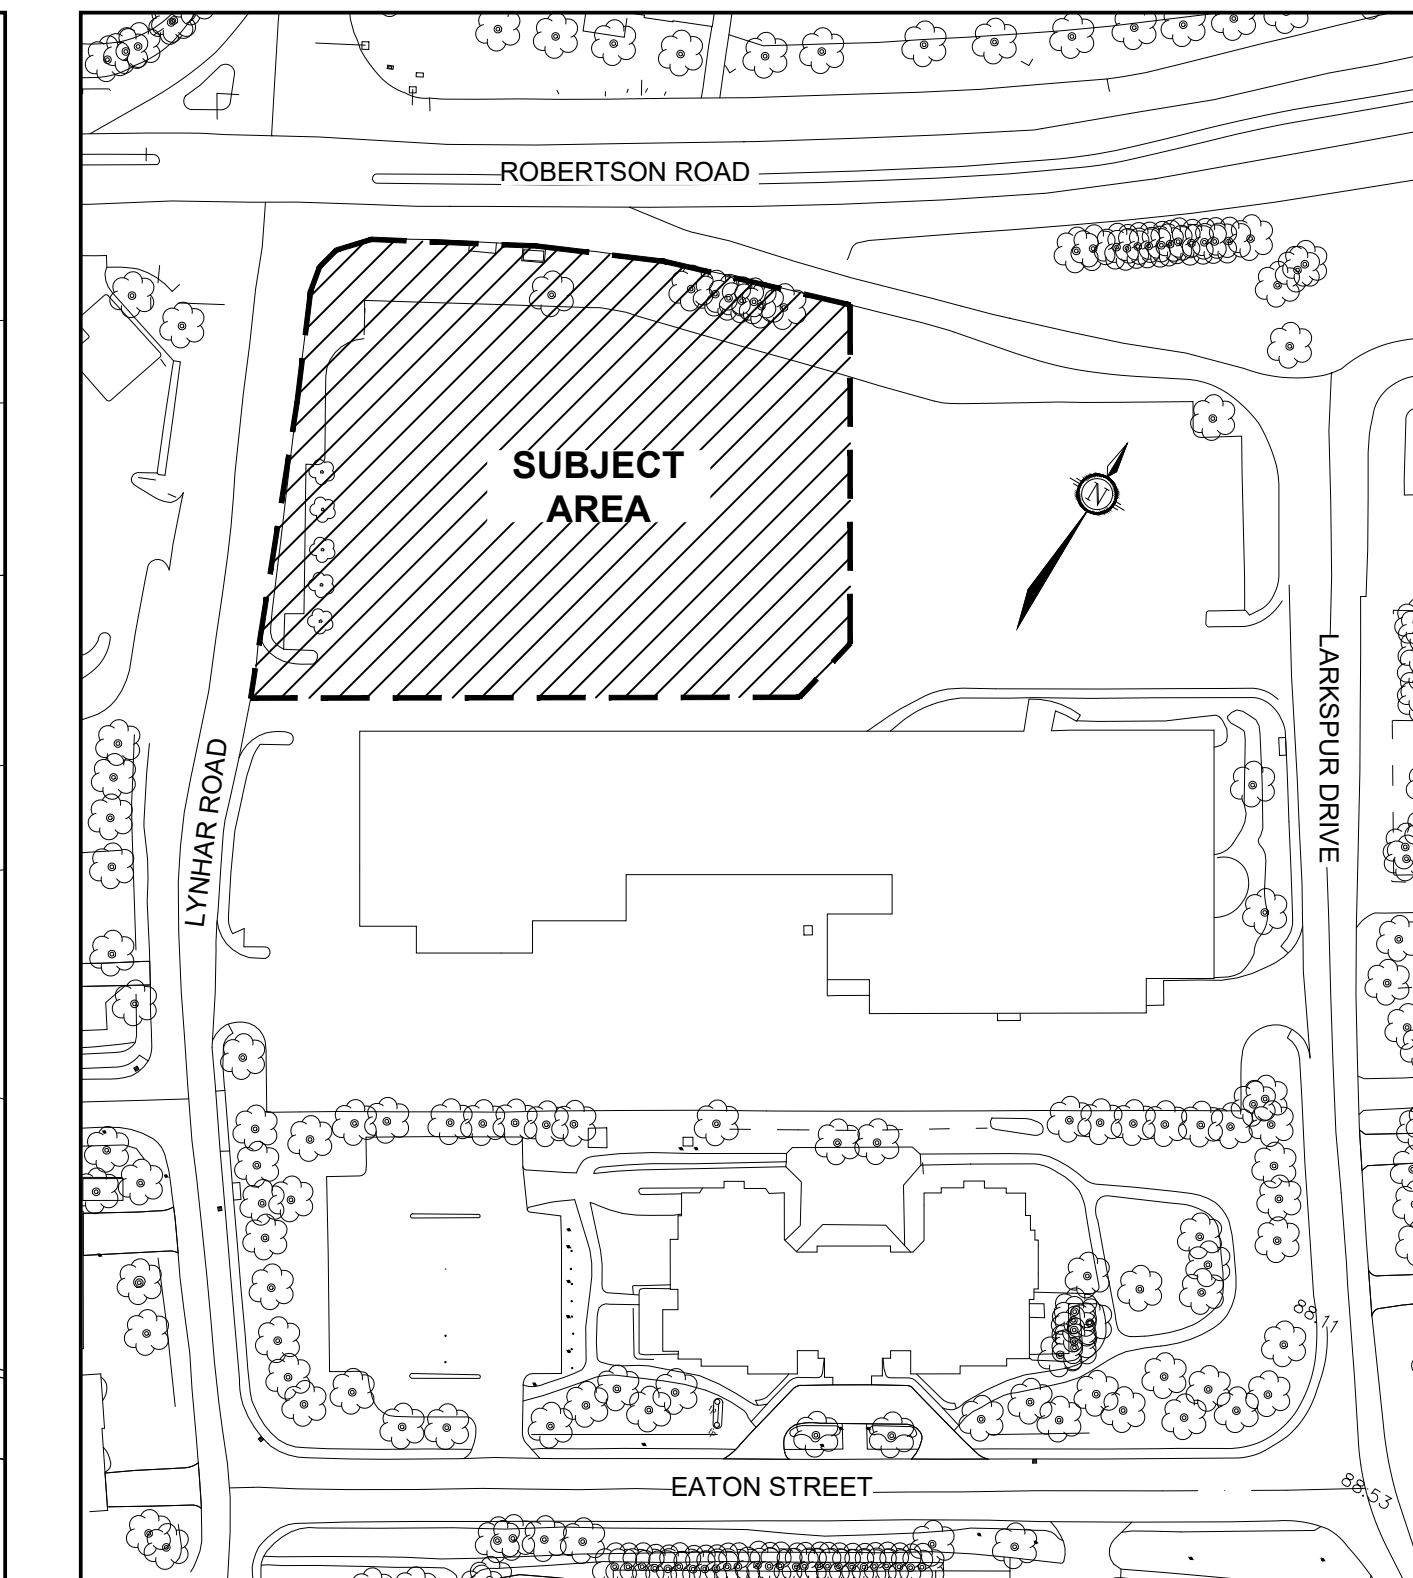 ROBERTSON ROAD
SUBJECT
AREA
N
LARKSPUR DRIVE
LYNHAR ROAD
88.11
EATON STREET
88.53